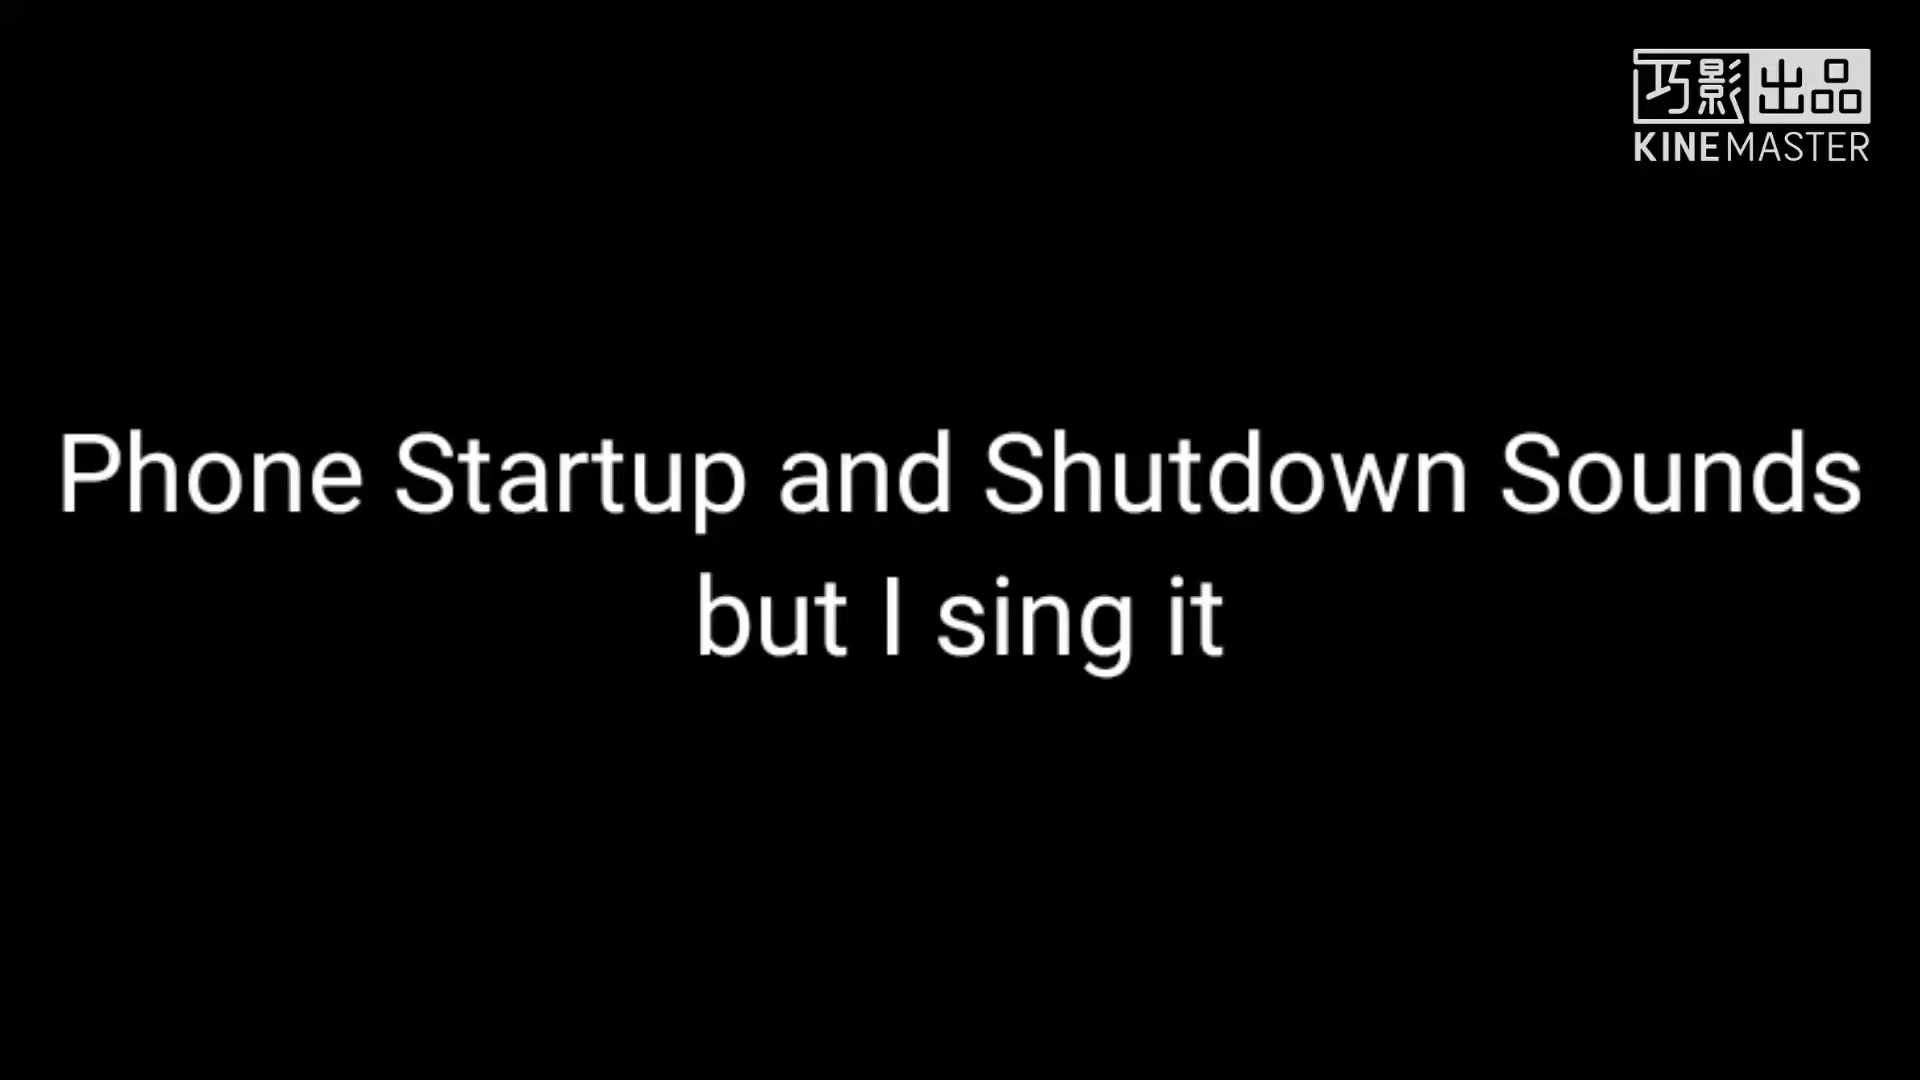 巧影出品
KINEMASTER
Phone Startup and Shutdown Sounds
but I sing it